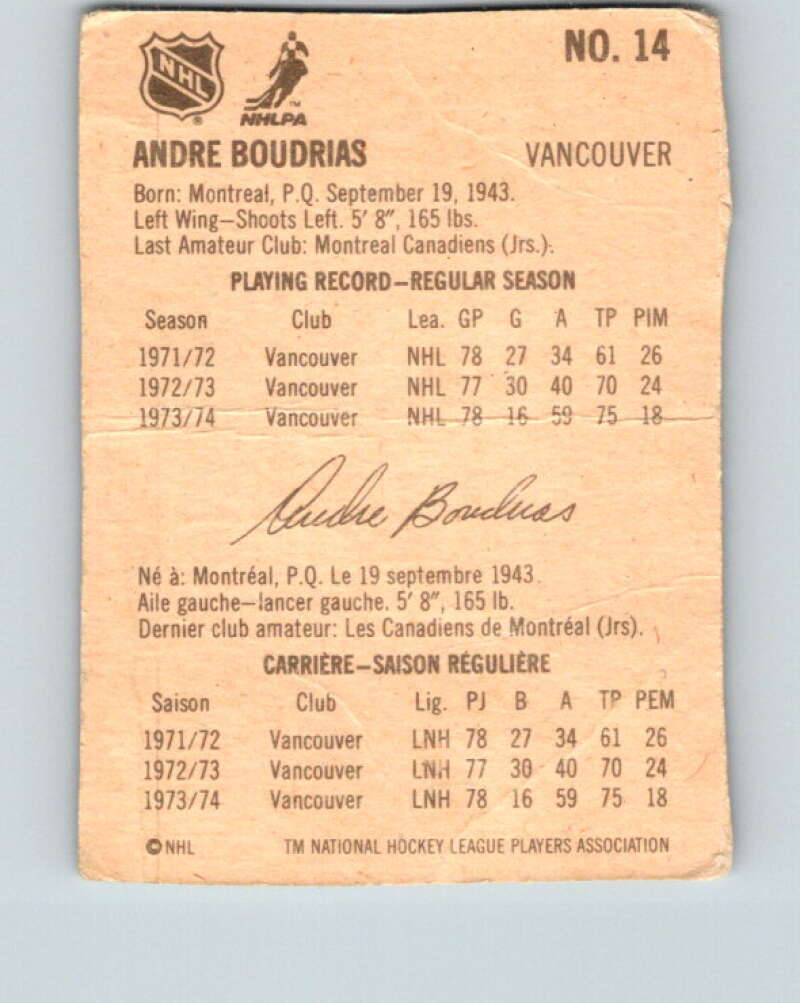 NHL
®
TM
NHLPA
NO. 14
ANDRE BOUDRIAS VANCOUVER
Born: Montreal, P.Q. September 19, 1943.
Left Wing—Shoots Left. 5′ 8″, 165 lbs.
Last Amateur Club: Montreal Canadiens (Jrs.).
PLAYING RECORD—REGULAR SEASON
Season Club Lea. GP G A TP PIM
1971/72 Vancouver NHL 78 27 34 61 26
1972/73 Vancouver NHL 77 30 40 70 24
1973/74 Vancouver NHL 78 16 59 75 18
Andre Boudrias
Né à: Montréal, P.Q. Le 19 septembre 1943.
Aile gauche—lancer gauche. 5′ 8″, 165 lb.
Dernier club amateur: Les Canadiens de Montréal (Jrs).
CARRIÈRE—SAISON RÉGULIÈRE
Saison Club Lig. PJ B A TP PEM
1971/72 Vancouver LNH 78 27 34 61 26
1972/73 Vancouver LNH 77 30 40 70 24
1973/74 Vancouver LNH 78 16 59 75 18
© NHL TM NATIONAL HOCKEY LEAGUE PLAYERS ASSOCIATION